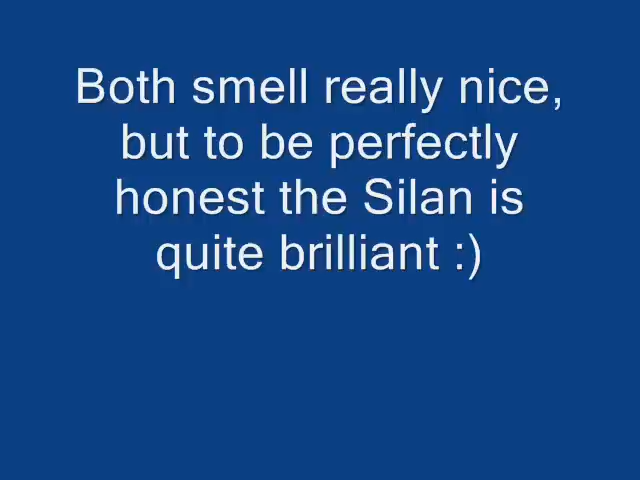 Both smell really nice,
but to be perfectly
honest the Silan is
quite brilliant :)